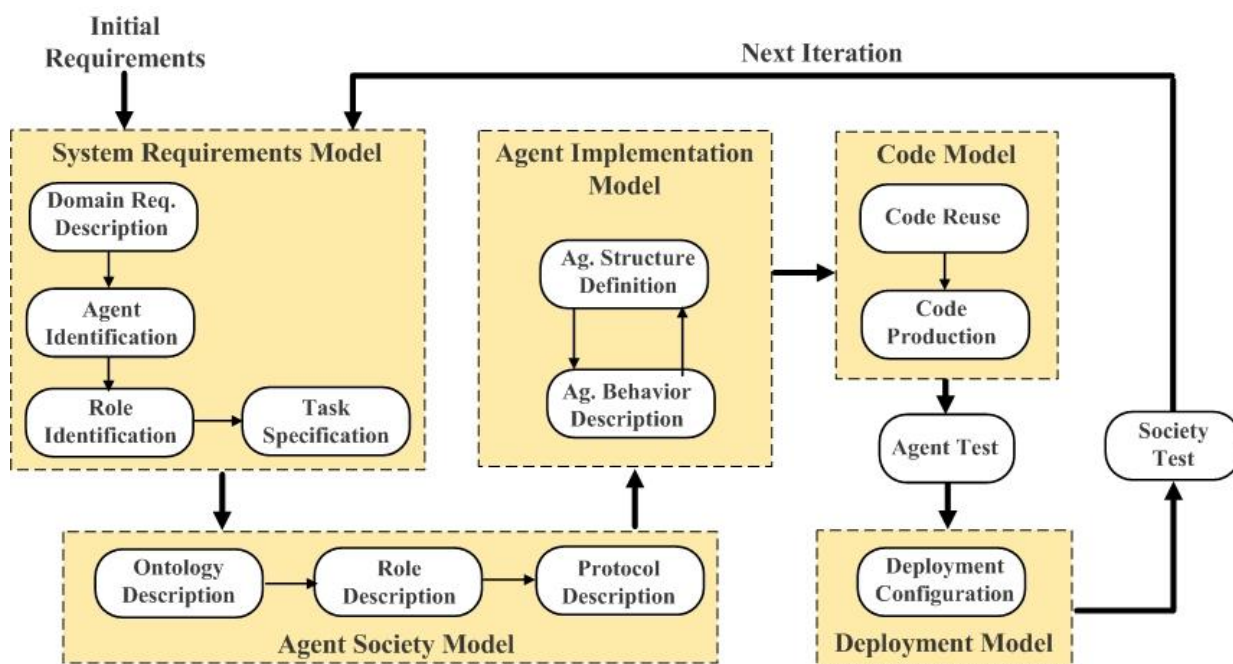 Initial
Requirements
Next Iteration
System Requirements Model
Domain Req.
Description
Agent
Identification
Role
Identification
Task
Specification
Agent Implementation
Model
Ag. Structure
Definition
Ag. Behavior
Description
Code Model
Code Reuse
Code
Production
Agent Test
Society
Test
Ontology
Description
Role
Description
Protocol
Description
Agent Society Model
Deployment
Configuration
Deployment Model